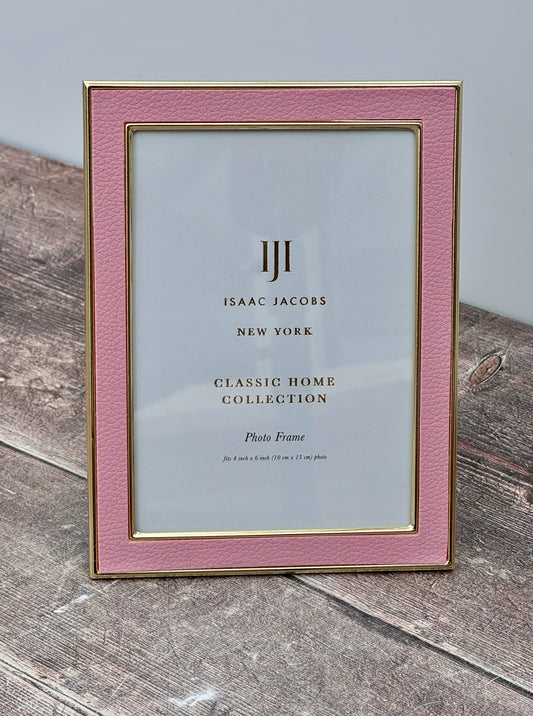 IJI
ISAAC JACOBS
NEW YORK
CLASSIC HOME
COLLECTION
Photo Frame
fits 4 inch x 6 inch (10 cm x 15 cm) photo